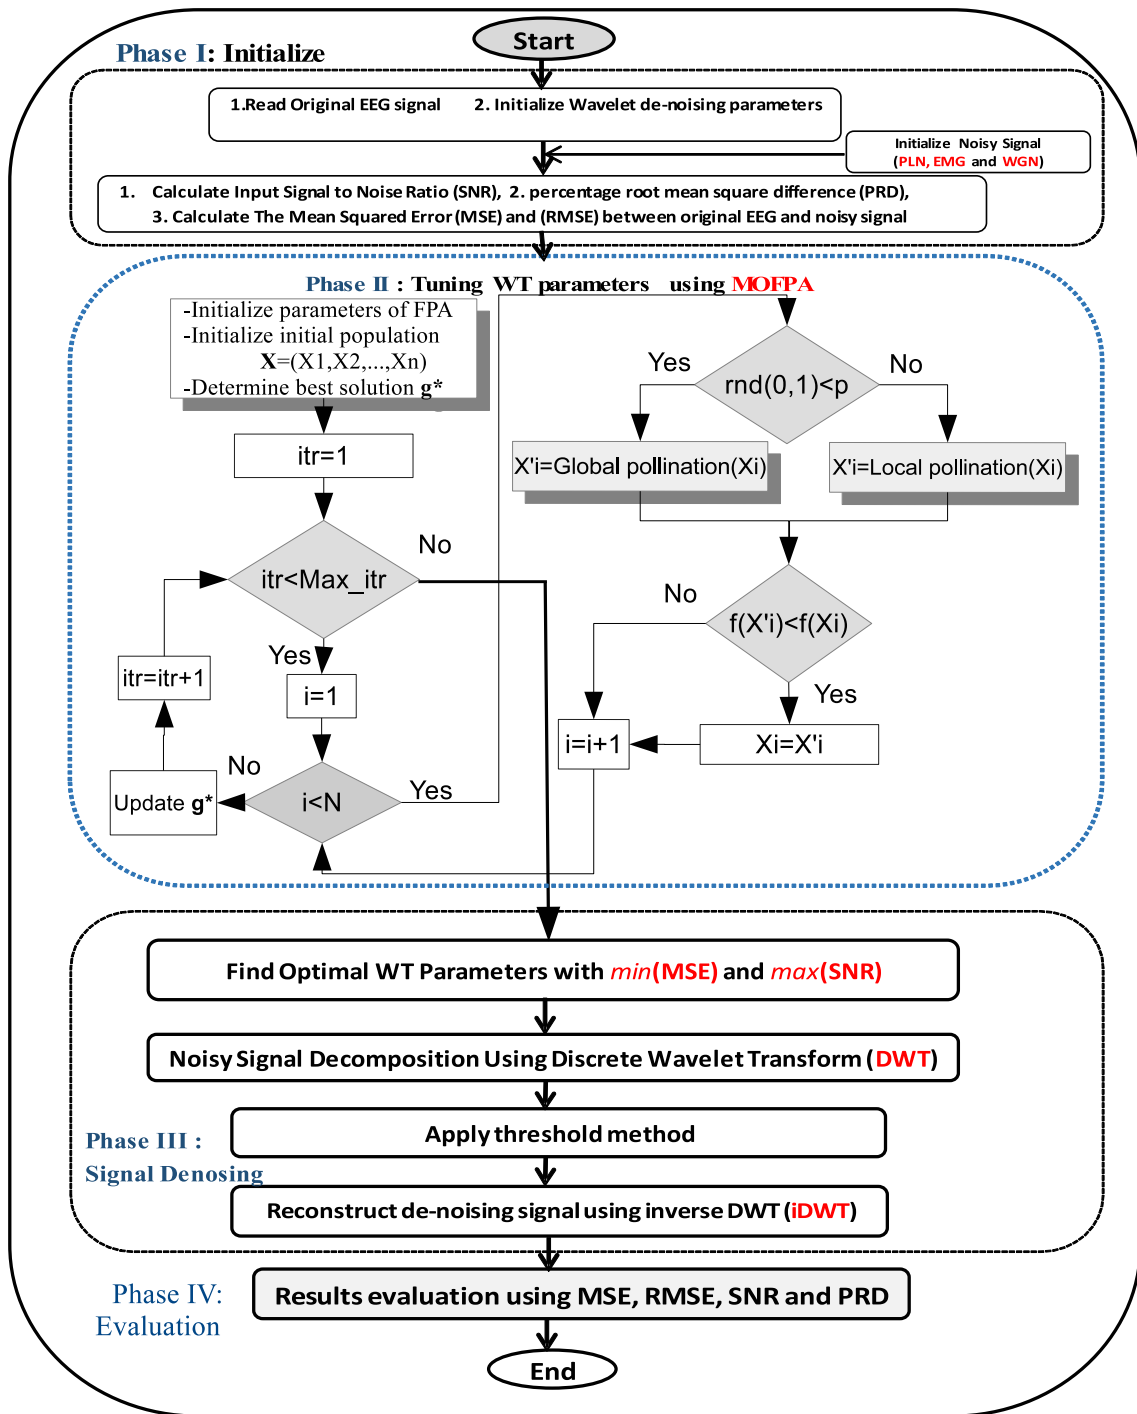 Start
Phase I: Initialize
1.Read Original EEG signal 2. Initialize Wavelet de-noising parameters
Initialize Noisy Signal
(PLN, EMG and WGN)
1. Calculate Input Signal to Noise Ratio (SNR), 2. percentage root mean square difference (PRD),
3. Calculate The Mean Squared Error (MSE) and (RMSE) between original EEG and noisy signal
Phase II : Tuning WT parameters using MOFPA
-Initialize parameters of FPA
-Initialize initial population
X=(X1,X2,...,Xn)
-Determine best solution g*
itr=1
itr<Max_itr
No
Yes
i=1
i<N
Yes
No
Update g*
itr=itr+1
rnd(0,1)<p
Yes
No
X'i=Global pollination(Xi)
X'i=Local pollination(Xi)
f(X'i)<f(Xi)
No
Yes
i=i+1
Xi=X'i
Find Optimal WT Parameters with min(MSE) and max(SNR)
Noisy Signal Decomposition Using Discrete Wavelet Transform (DWT)
Apply threshold method
Phase III :
Signal Denosing
Reconstruct de-noising signal using inverse DWT (iDWT)
Phase IV:
Evaluation
Results evaluation using MSE, RMSE, SNR and PRD
End